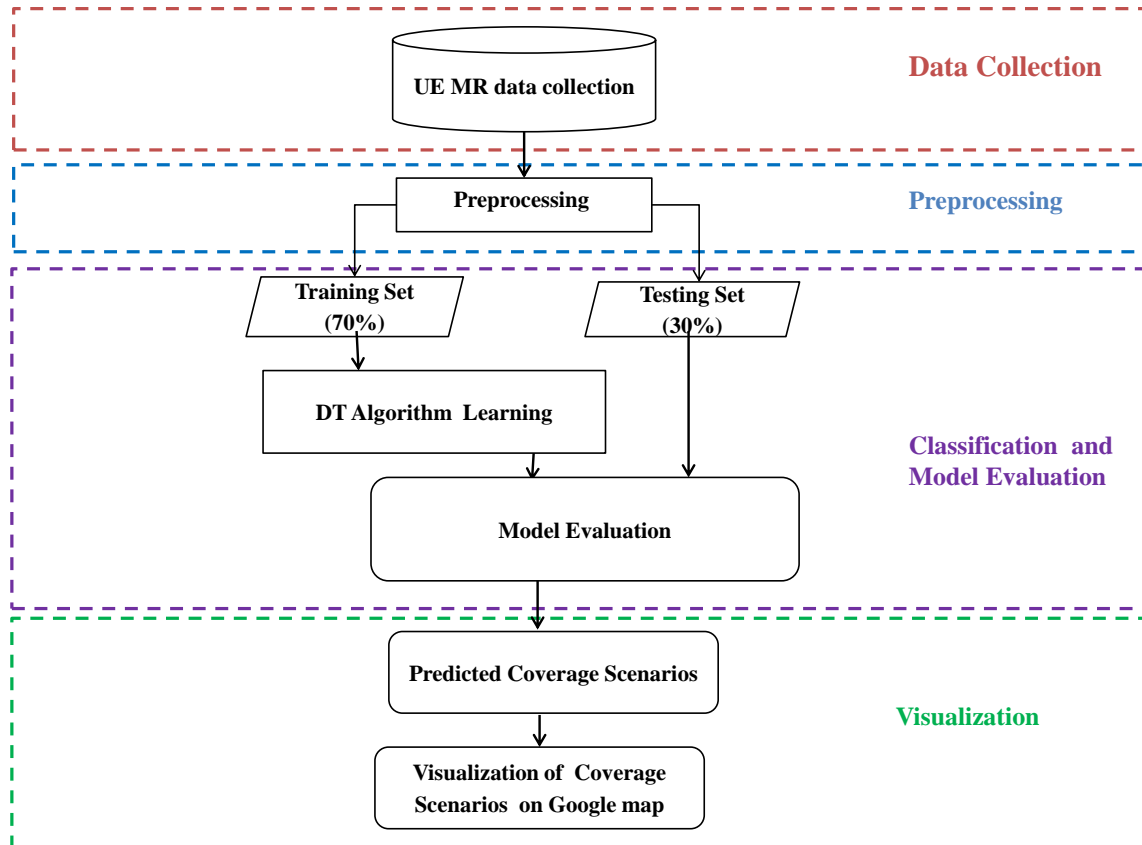 UE MR data collection
Data Collection
Preprocessing
Preprocessing
Training Set
(70%)
Testing Set
(30%)
DT Algorithm Learning
Classification and
Model Evaluation
Model Evaluation
Predicted Coverage Scenarios
Visualization
Visualization of Coverage
Scenarios on Google map